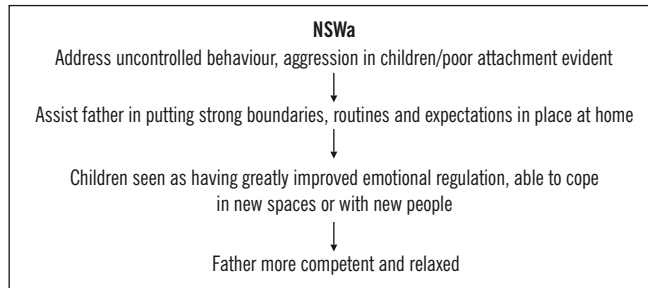 NSWa
Address uncontrolled behaviour, aggression in children/poor attachment evident
Assist father in putting strong boundaries, routines and expectations in place at home
Children seen as having greatly improved emotional regulation, able to cope
in new spaces or with new people
Father more competent and relaxed